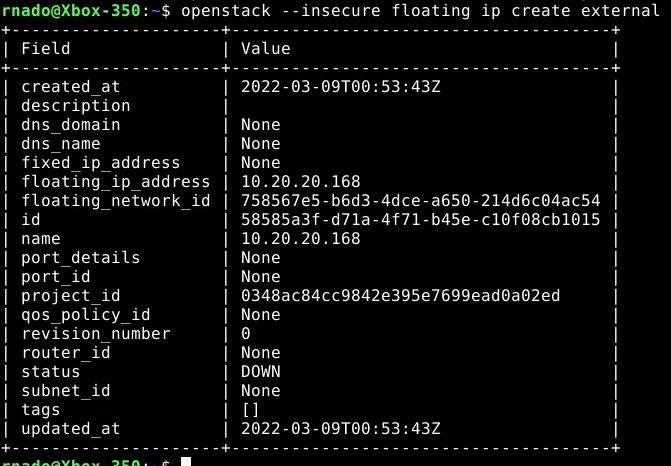 rnado@Xbox-350:~$ openstack --insecure floating ip create external
+---------------------+--------------------------------------+
| Field               | Value                                |
+---------------------+--------------------------------------+
| created_at          | 2022-03-09T00:53:43Z                 |
| description         |                                      |
| dns_domain          | None                                 |
| dns_name            | None                                 |
| fixed_ip_address    | None                                 |
| floating_ip_address | 10.20.20.168                         |
| floating_network_id | 758567e5-b6d3-4dce-a650-214d6c04ac54 |
| id                  | 58585a3f-d71a-4f71-b45e-c10f08cb1015 |
| name                | 10.20.20.168                         |
| port_details        | None                                 |
| port_id             | None                                 |
| project_id          | 0348ac84cc9842e395e7699ead0a02ed     |
| qos_policy_id       | None                                 |
| revision_number     | 0                                    |
| router_id           | None                                 |
| status              | DOWN                                 |
| subnet_id           | None                                 |
| tags                | []                                   |
| updated_at          | 2022-03-09T00:53:43Z                 |
+---------------------+--------------------------------------+
rnado@Xbox-350:~$